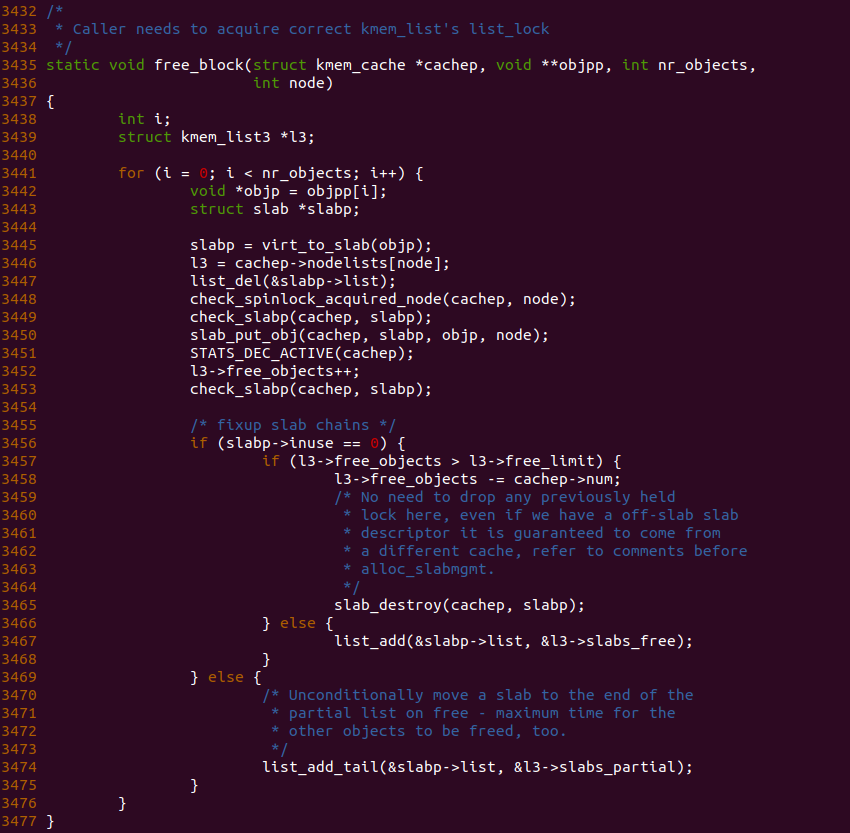 3432 /*
3433  * Caller needs to acquire correct kmem_list's list_lock
3434  */
3435 static void free_block(struct kmem_cache *cachep, void **objpp, int nr_objects,
3436                        int node)
3437 {
3438         int i;
3439         struct kmem_list3 *l3;
3440
3441         for (i = 0; i < nr_objects; i++) {
3442                 void *objp = objpp[i];
3443                 struct slab *slabp;
3444
3445                 slabp = virt_to_slab(objp);
3446                 l3 = cachep->nodelists[node];
3447                 list_del(&slabp->list);
3448                 check_spinlock_acquired_node(cachep, node);
3449                 check_slabp(cachep, slabp);
3450                 slab_put_obj(cachep, slabp, objp, node);
3451                 STATS_DEC_ACTIVE(cachep);
3452                 l3->free_objects++;
3453                 check_slabp(cachep, slabp);
3454
3455                 /* fixup slab chains */
3456                 if (slabp->inuse == 0) {
3457                         if (l3->free_objects > l3->free_limit) {
3458                                 l3->free_objects -= cachep->num;
3459                                 /* No need to drop any previously held
3460                                  * lock here, even if we have a off-slab slab
3461                                  * descriptor it is guaranteed to come from
3462                                  * a different cache, refer to comments before
3463                                  * alloc_slabmgmt.
3464                                  */
3465                                 slab_destroy(cachep, slabp);
3466                         } else {
3467                                 list_add(&slabp->list, &l3->slabs_free);
3468                         }
3469                 } else {
3470                         /* Unconditionally move a slab to the end of the
3471                          * partial list on free - maximum time for the
3472                          * other objects to be freed, too.
3473                          */
3474                         list_add_tail(&slabp->list, &l3->slabs_partial);
3475                 }
3476         }
3477 }